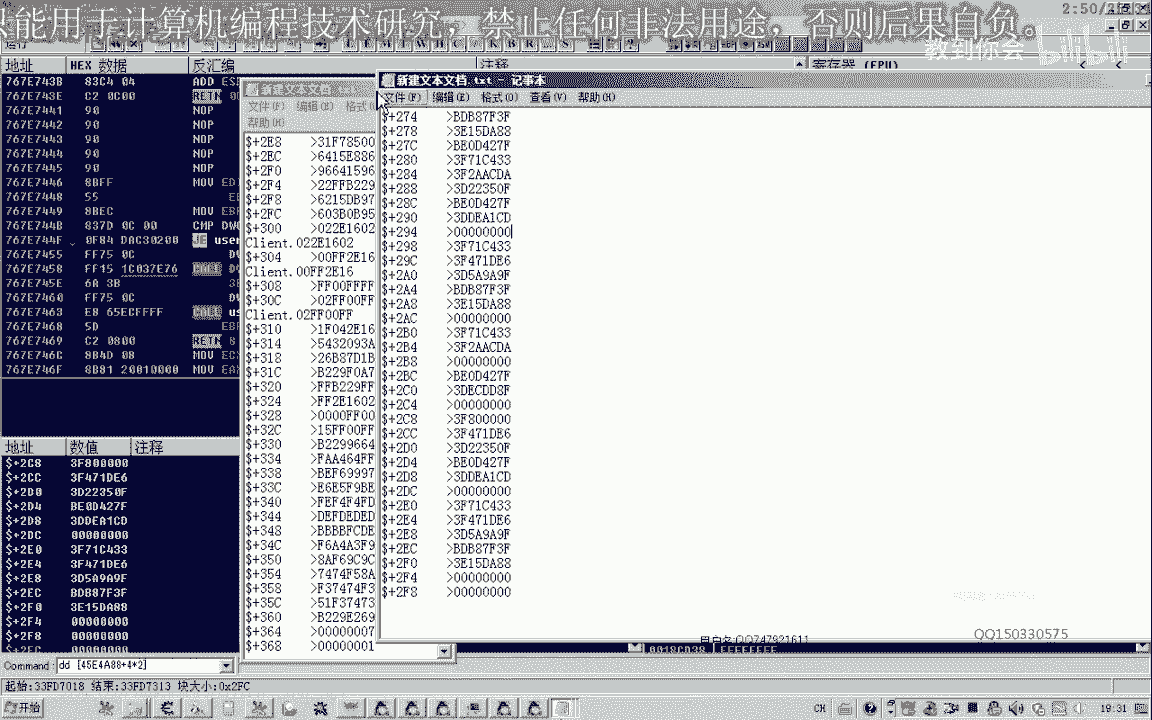 只能用于计算机编程技术研究，禁止任何非法用途，否则后果自负。
2:50/
教到你会 bilibili
地址 HEX 数据 反汇编 注释 寄存器 (FPU)
767E743B 83C4 04 ADD ES
767E743E C2 0C00 RETN 0
767E7441 90 NOP
767E7442 90 NOP
767E7443 90 NOP
767E7444 90 NOP
767E7445 90 NOP
767E7446 8BFF MOV ED
767E7448 55
767E7449 8BEC MOV EB
767E744B 837D 0C 00 CMP DW
767E744F 0F84 DAC30200 JE use
767E7455 FF75 0C
767E7458 FF15 1C037E76 CALL D
767E745E 6A 3B
767E7460 FF75 0C
767E7463 E8 65ECFFFF CALL us
767E7468 5D
767E7469 C2 0800 RETN 8
767E746C 8B4D 08 MOV EC
767E746F 8B81 20010000 MOV EA
地址 数值 注释
$+2C8 3F800000
$+2CC 3F471DE6
$+2D0 3D22350F
$+2D4 BE0D427F
$+2D8 3DDEA1CD
$+2DC 00000000
$+2E0 3F71C433
$+2E4 3F471DE6
$+2E8 3D5A9A9F
$+2EC BDB87F3F
$+2F0 3E15DA88
$+2F4 00000000
$+2F8 00000000
新建文本文档.txt
文件(F) 编辑(E) 格式(
帮助(H)
$+2E8 >31F78500
$+2EC >6415E886
$+2F0 >96641596
$+2F4 >22FFB229
$+2F8 >6215DB97
$+2FC >603B0B95
$+300 >022E1602
Client.022E1602
$+304 >00FF2E16
Client.00FF2E16
$+308 >FF00FFFF
$+30C >02FF00FF
Client.02FF00FF
$+310 >1F042E16
$+314 >5432093A
$+318 >26B87D1B
$+31C >B229F0A7
$+320 >FFB229FF
$+324 >FF2E1602
$+328 >0000FF00
$+32C >15FF00FF
$+330 >B2299664
$+334 >FAA464FF
$+338 >BEF69997
$+33C >E6E5F9BE
$+340 >FEF4F4FD
$+344 >DEFDEDED
$+348 >BBBBFCDE
$+34C >F6A4A3F9
$+350 >8AF69C9C
$+354 >7474F58A
$+358 >F37474F3
$+35C >51F37473
$+360 >B229E269
$+364 >00000007
$+368 >00000001
新建文本文档.txt - 记事本
文件(F) 编辑(E) 格式(O) 查看(V) 帮助(H)
$+274 >BDB87F3F
$+278 >3E15DA88
$+27C >BE0D427F
$+280 >3F71C433
$+284 >3F2AACDA
$+288 >3D22350F
$+28C >BE0D427F
$+290 >3DDEA1CD
$+294 >00000000
$+298 >3F71C433
$+29C >3F471DE6
$+2A0 >3D5A9A9F
$+2A4 >BDB87F3F
$+2A8 >3E15DA88
$+2AC >00000000
$+2B0 >3F71C433
$+2B4 >3F2AACDA
$+2B8 >00000000
$+2BC >BE0D427F
$+2C0 >3DECDD8F
$+2C4 >00000000
$+2C8 >3F800000
$+2CC >3F471DE6
$+2D0 >3D22350F
$+2D4 >BE0D427F
$+2D8 >3DDEA1CD
$+2DC >00000000
$+2E0 >3F71C433
$+2E4 >3F471DE6
$+2E8 >3D5A9A9F
$+2EC >BDB87F3F
$+2F0 >3E15DA88
$+2F4 >00000000
$+2F8 >00000000
QQ150330575
用户名:QQ747921611
0018CD38 FFFFFFFF
Command: dd [45E4A88+4*2]
起始:33FD7018 结束:33FD7313 块大小:0x2FC
开始
CH
19:31